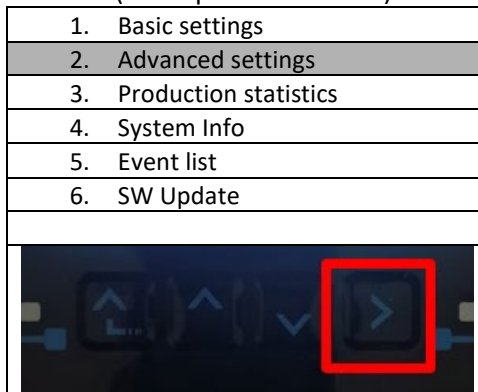 1. Basic settings
2. Advanced settings
3. Production statistics
4. System Info
5. Event list
6. SW Update